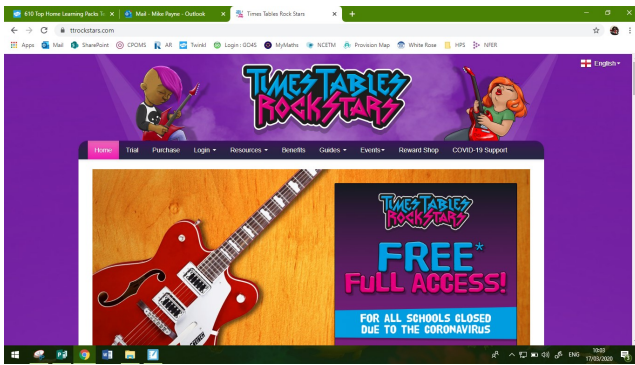 610 Top Home Learning Packs Te
Mail - Mike Payne - Outlook
Times Tables Rock Stars
ttrockstars.com
Apps
Mail
SharePoint
CPOMS
AR
Twinkl
Login : GO4S
MyMaths
NCETM
Provision Map
White Rose
HPS
NFER
English
TIMES TABLES
ROCK STARS
Home
Trial
Purchase
Login
Resources
Benefits
Guides
Events
Reward Shop
COVID-19 Support
TIMES TABLES
ROCK STARS
FREE*
FULL ACCESS!
FOR ALL SCHOOLS CLOSED
DUE TO THE CORONAVIRUS
ENG
10:03
17/03/2020